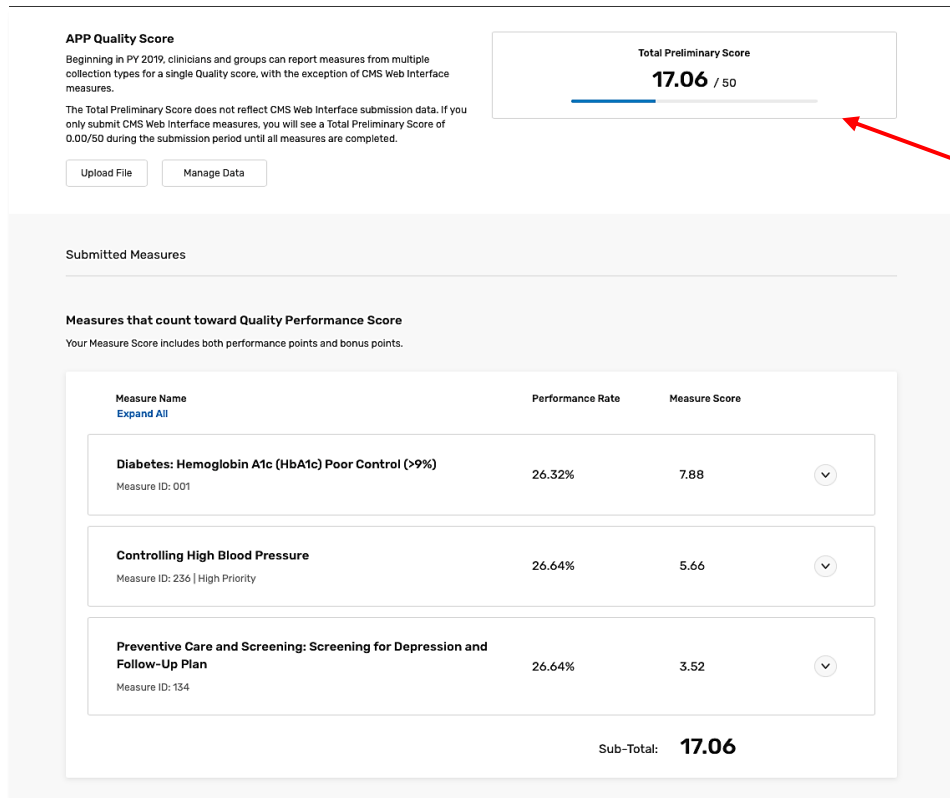 APP Quality Score
Beginning in PY 2019, clinicians and groups can report measures from multiple
collection types for a single Quality score, with the exception of CMS Web Interface
measures.
The Total Preliminary Score does not reflect CMS Web Interface submission data. If you
only submit CMS Web Interface measures, you will see a Total Preliminary Score of
0.00/50 during the submission period until all measures are completed.
Upload File Manage Data
Total Preliminary Score
17.06 / 50
Submitted Measures
Measures that count toward Quality Performance Score
Your Measure Score includes both performance points and bonus points.
Measure Name Performance Rate Measure Score
Expand All
Diabetes: Hemoglobin A1c (HbA1c) Poor Control (>9%)
Measure ID: 001
26.32% 7.88
Controlling High Blood Pressure
Measure ID: 236 | High Priority
26.64% 5.66
Preventive Care and Screening: Screening for Depression and
Follow-Up Plan
Measure ID: 134
26.64% 3.52
Sub-Total: 17.06